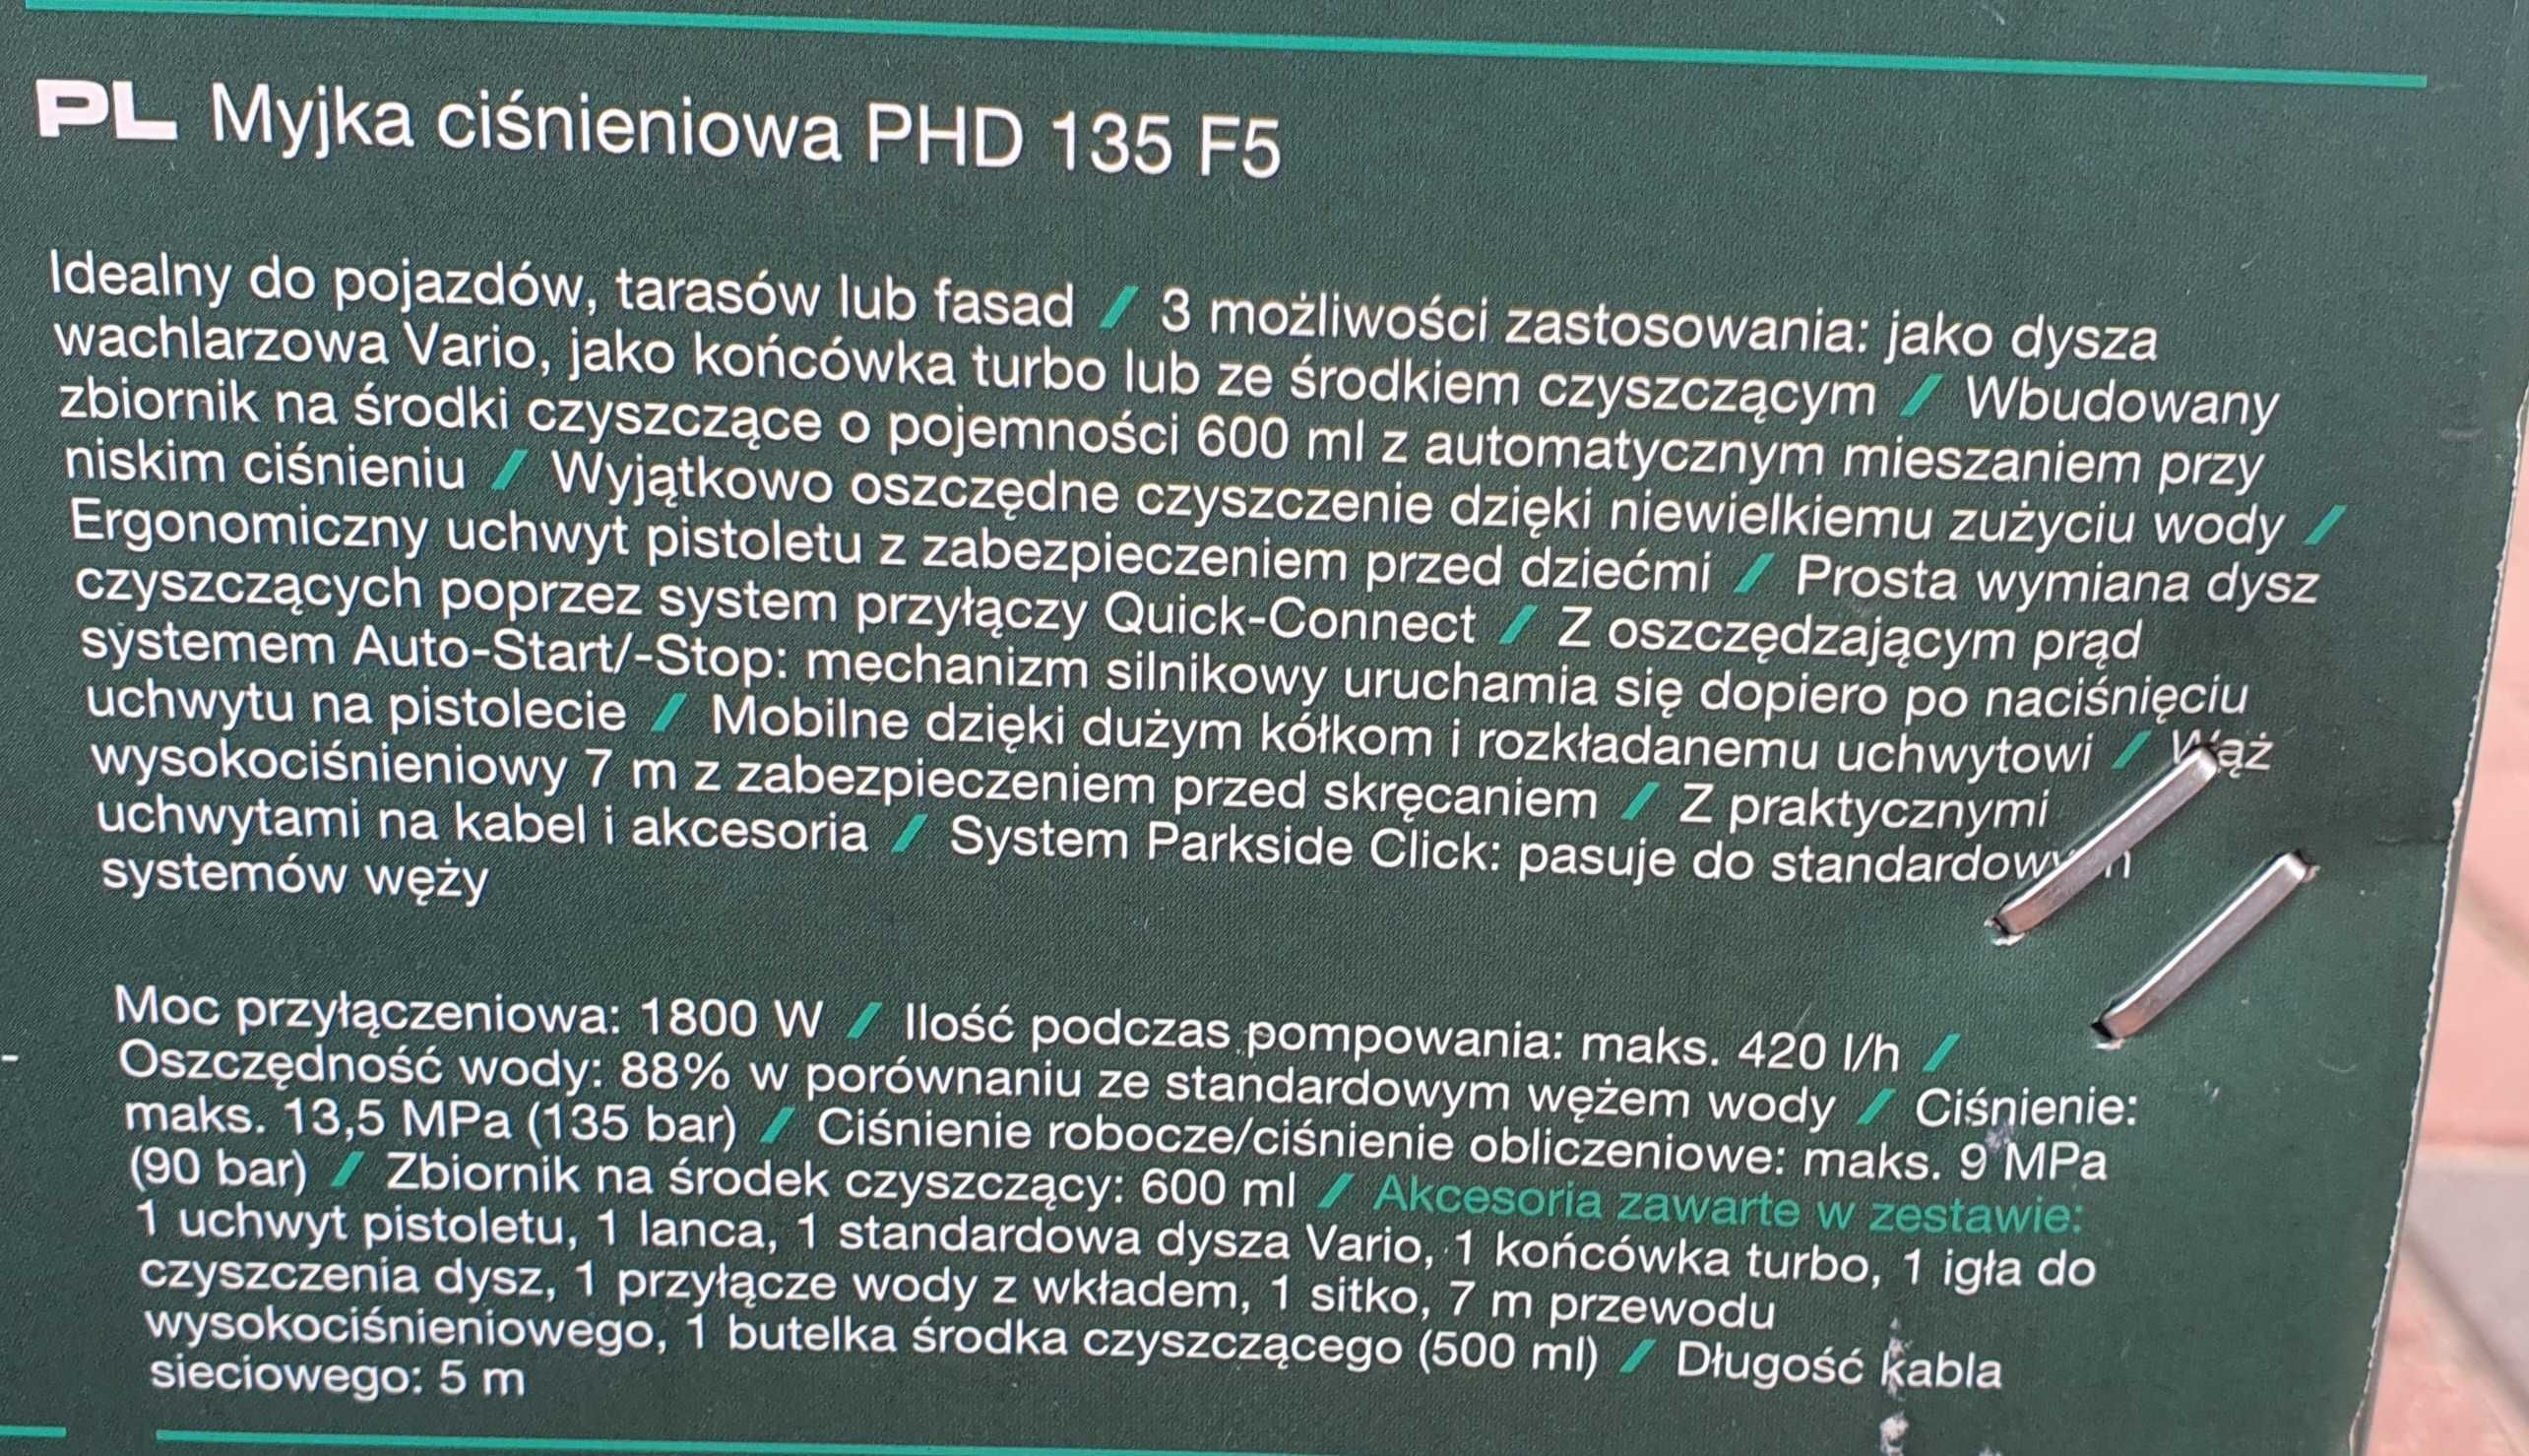 PL Myjka ciśnieniowa PHD 135 F5
Idealny do pojazdów, tarasów lub fasad / 3 możliwości zastosowania: jako dysza
wachlarzowa Vario, jako końcówka turbo lub ze środkiem czyszczącym / Wbudowany
zbiornik na środki czyszczące o pojemności 600 ml z automatycznym mieszaniem przy
niskim ciśnieniu / Wyjątkowo oszczędne czyszczenie dzięki niewielkiemu zużyciu wody /
Ergonomiczny uchwyt pistoletu z zabezpieczeniem przed dziećmi / Prosta wymiana dysz
czyszczących poprzez system przyłączy Quick-Connect / Z oszczędzającym prąd
systemem Auto-Start/-Stop: mechanizm silnikowy uruchamia się dopiero po naciśnięciu
uchwytu na pistolecie / Mobilne dzięki dużym kółkom i rozkładanemu uchwytowi / Wąż
wysokociśnieniowy 7 m z zabezpieczeniem przed skręcaniem / Z praktycznymi
uchwytami na kabel i akcesoria / System Parkside Click: pasuje do standardowych
systemów węży
Moc przyłączeniowa: 1800 W / Ilość podczas pompowania: maks. 420 l/h /
Oszczędność wody: 88% w porównaniu ze standardowym wężem wody / Ciśnienie:
maks. 13,5 MPa (135 bar) / Ciśnienie robocze/ciśnienie obliczeniowe: maks. 9 MPa
(90 bar) / Zbiornik na środek czyszczący: 600 ml / Akcesoria zawarte w zestawie:
1 uchwyt pistoletu, 1 lanca, 1 standardowa dysza Vario, 1 końcówka turbo, 1 igła do
czyszczenia dysz, 1 przyłącze wody z wkładem, 1 sitko, 7 m przewodu
wysokociśnieniowego, 1 butelka środka czyszczącego (500 ml) / Długość kabla
sieciowego: 5 m